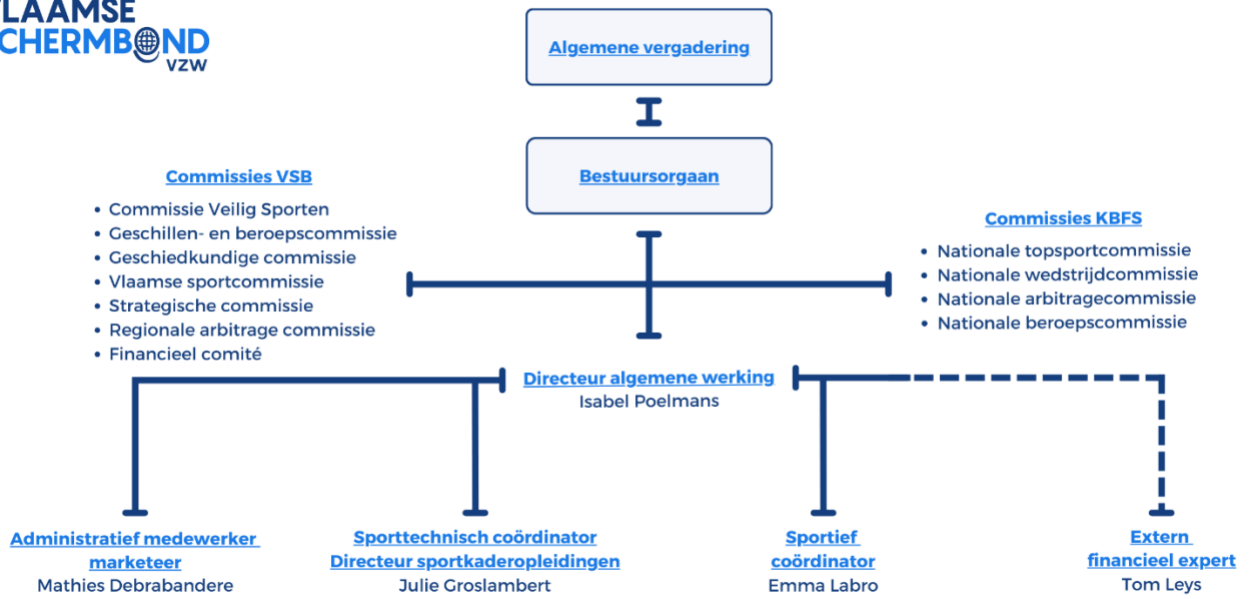 VLAAMSE
CHERMBOND
VZW
Algemene vergadering
Bestuursorgaan
Commissies VSB
• Commissie Veilig Sporten
• Geschillen- en beroepscommissie
• Geschiedkundige commissie
• Vlaamse sportcommissie
• Strategische commissie
• Regionale arbitrage commissie
• Financieel comité
Commissies KBFS
• Nationale topsportcommissie
• Nationale wedstrijdcommissie
• Nationale arbitragecommissie
• Nationale beroepscommissie
Directeur algemene werking
Isabel Poelmans
Administratief medewerker
marketeer
Mathies Debrabandere
Sporttechnisch coördinator
Directeur sportkaderopleidingen
Julie Groslambert
Sportief
coördinator
Emma Labro
Extern
financieel expert
Tom Leys